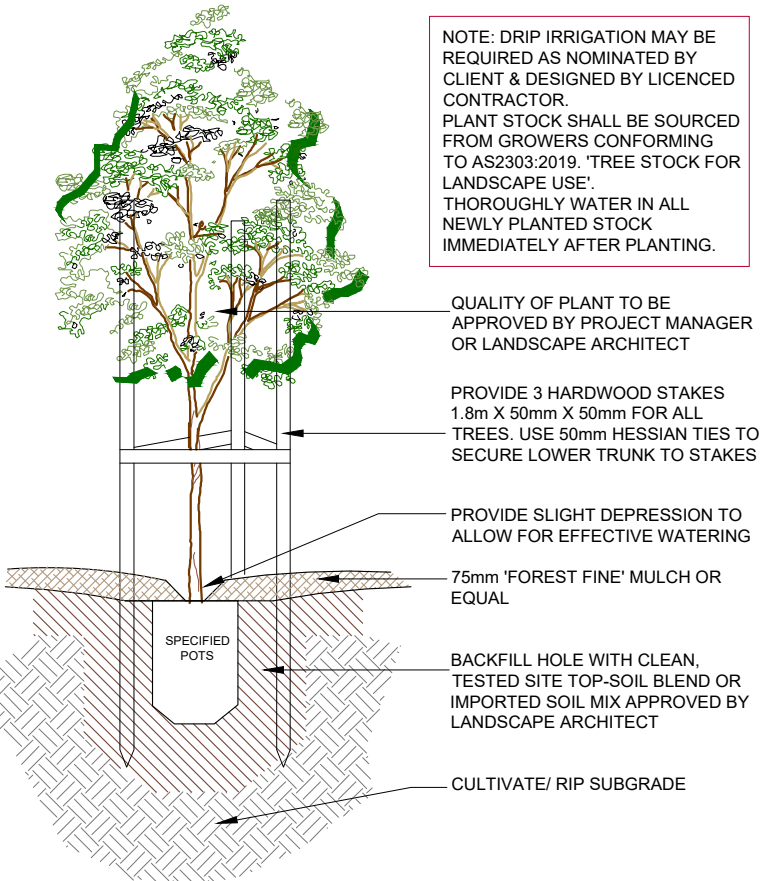 NOTE: DRIP IRRIGATION MAY BE
REQUIRED AS NOMINATED BY
CLIENT & DESIGNED BY LICENCED
CONTRACTOR.
PLANT STOCK SHALL BE SOURCED
FROM GROWERS CONFORMING
TO AS2303:2019. 'TREE STOCK FOR
LANDSCAPE USE'.
THOROUGHLY WATER IN ALL
NEWLY PLANTED STOCK
IMMEDIATELY AFTER PLANTING.
QUALITY OF PLANT TO BE
APPROVED BY PROJECT MANAGER
OR LANDSCAPE ARCHITECT
PROVIDE 3 HARDWOOD STAKES
1.8m X 50mm X 50mm FOR ALL
TREES. USE 50mm HESSIAN TIES TO
SECURE LOWER TRUNK TO STAKES
PROVIDE SLIGHT DEPRESSION TO
ALLOW FOR EFFECTIVE WATERING
75mm 'FOREST FINE' MULCH OR
EQUAL
SPECIFIED
POTS
BACKFILL HOLE WITH CLEAN,
TESTED SITE TOP-SOIL BLEND OR
IMPORTED SOIL MIX APPROVED BY
LANDSCAPE ARCHITECT
CULTIVATE/ RIP SUBGRADE